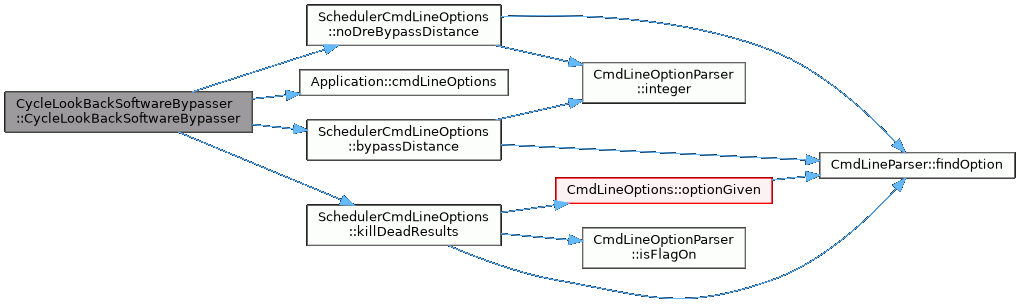 SchedulerCmdLineOptions
::noDreBypassDistance
CmdLineOptionParser
::integer
Application::cmdLineOptions
CycleLookBackSoftwareBypasser
::CycleLookBackSoftwareBypasser
SchedulerCmdLineOptions
::bypassDistance
CmdLineParser::findOption
CmdLineOptions::optionGiven
SchedulerCmdLineOptions
::killDeadResults
CmdLineOptionParser
::isFlagOn